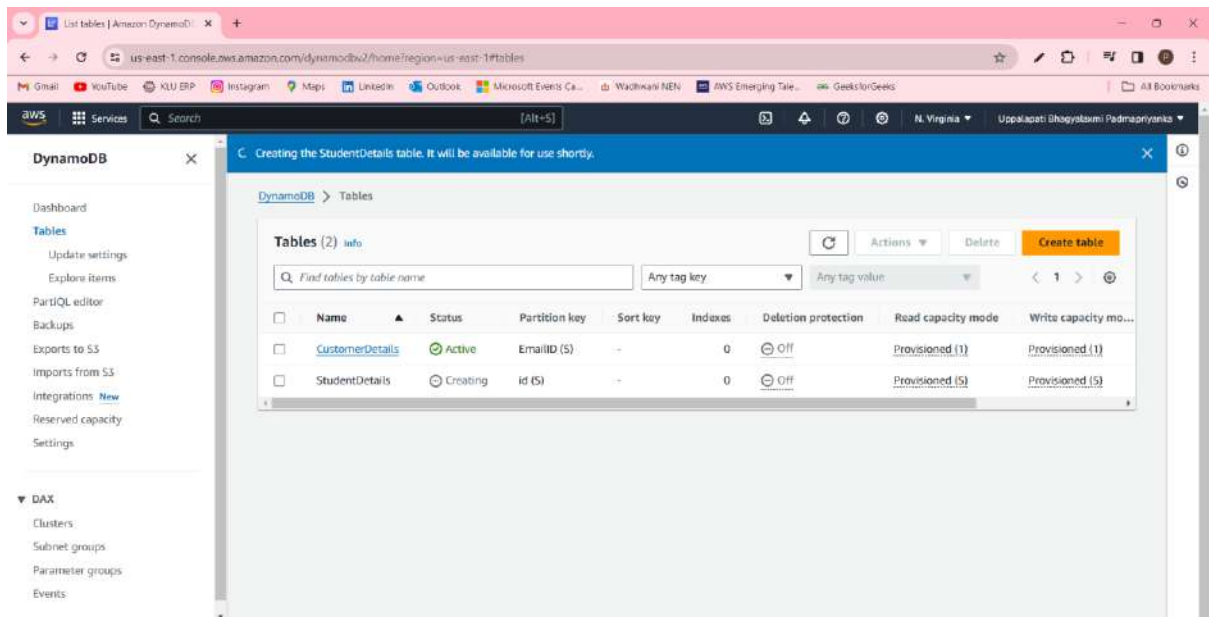 List tables | Amazon DynamoD
us-east-1.console.aws.amazon.com/dynamodbv2/home?region=us-east-1#tables
Gmail YouTube KLU ERP Instagram Maps LinkedIn Outlook Microsoft Events Ca... Wadhwani NEN AWS Emerging Tale... GeeksforGeeks All Bookmarks
aws Services Search [Alt+S] N. Virginia Uppalapati Bhagyalaxmi Padmapriyanka
DynamoDB
Creating the StudentDetails table. It will be available for use shortly.
Dashboard
Tables
Update settings
Explore items
PartiQL editor
Backups
Exports to S3
Imports from S3
Integrations New
Reserved capacity
Settings
DAX
Clusters
Subnet groups
Parameter groups
Events
DynamoDB > Tables
Tables (2) Info Actions Delete Create table
Find tables by table name Any tag key Any tag value < 1 >
Name Status Partition key Sort key Indexes Deletion protection Read capacity mode Write capacity mo...
CustomerDetails Active EmailID (S) - 0 Off Provisioned (1) Provisioned (1)
StudentDetails Creating id (S) - 0 Off Provisioned (5) Provisioned (5)